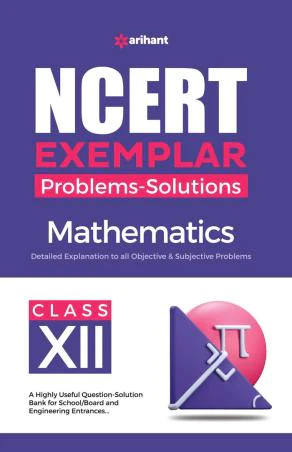 arihant
NCERT
EXEMPLAR
Problems-Solutions
Mathematics
Detailed Explanation to all Objective & Subjective Problems
CLASS
XII
A Highly Useful Question-Solution
Bank for School/Board and
Engineering Entrances...
π